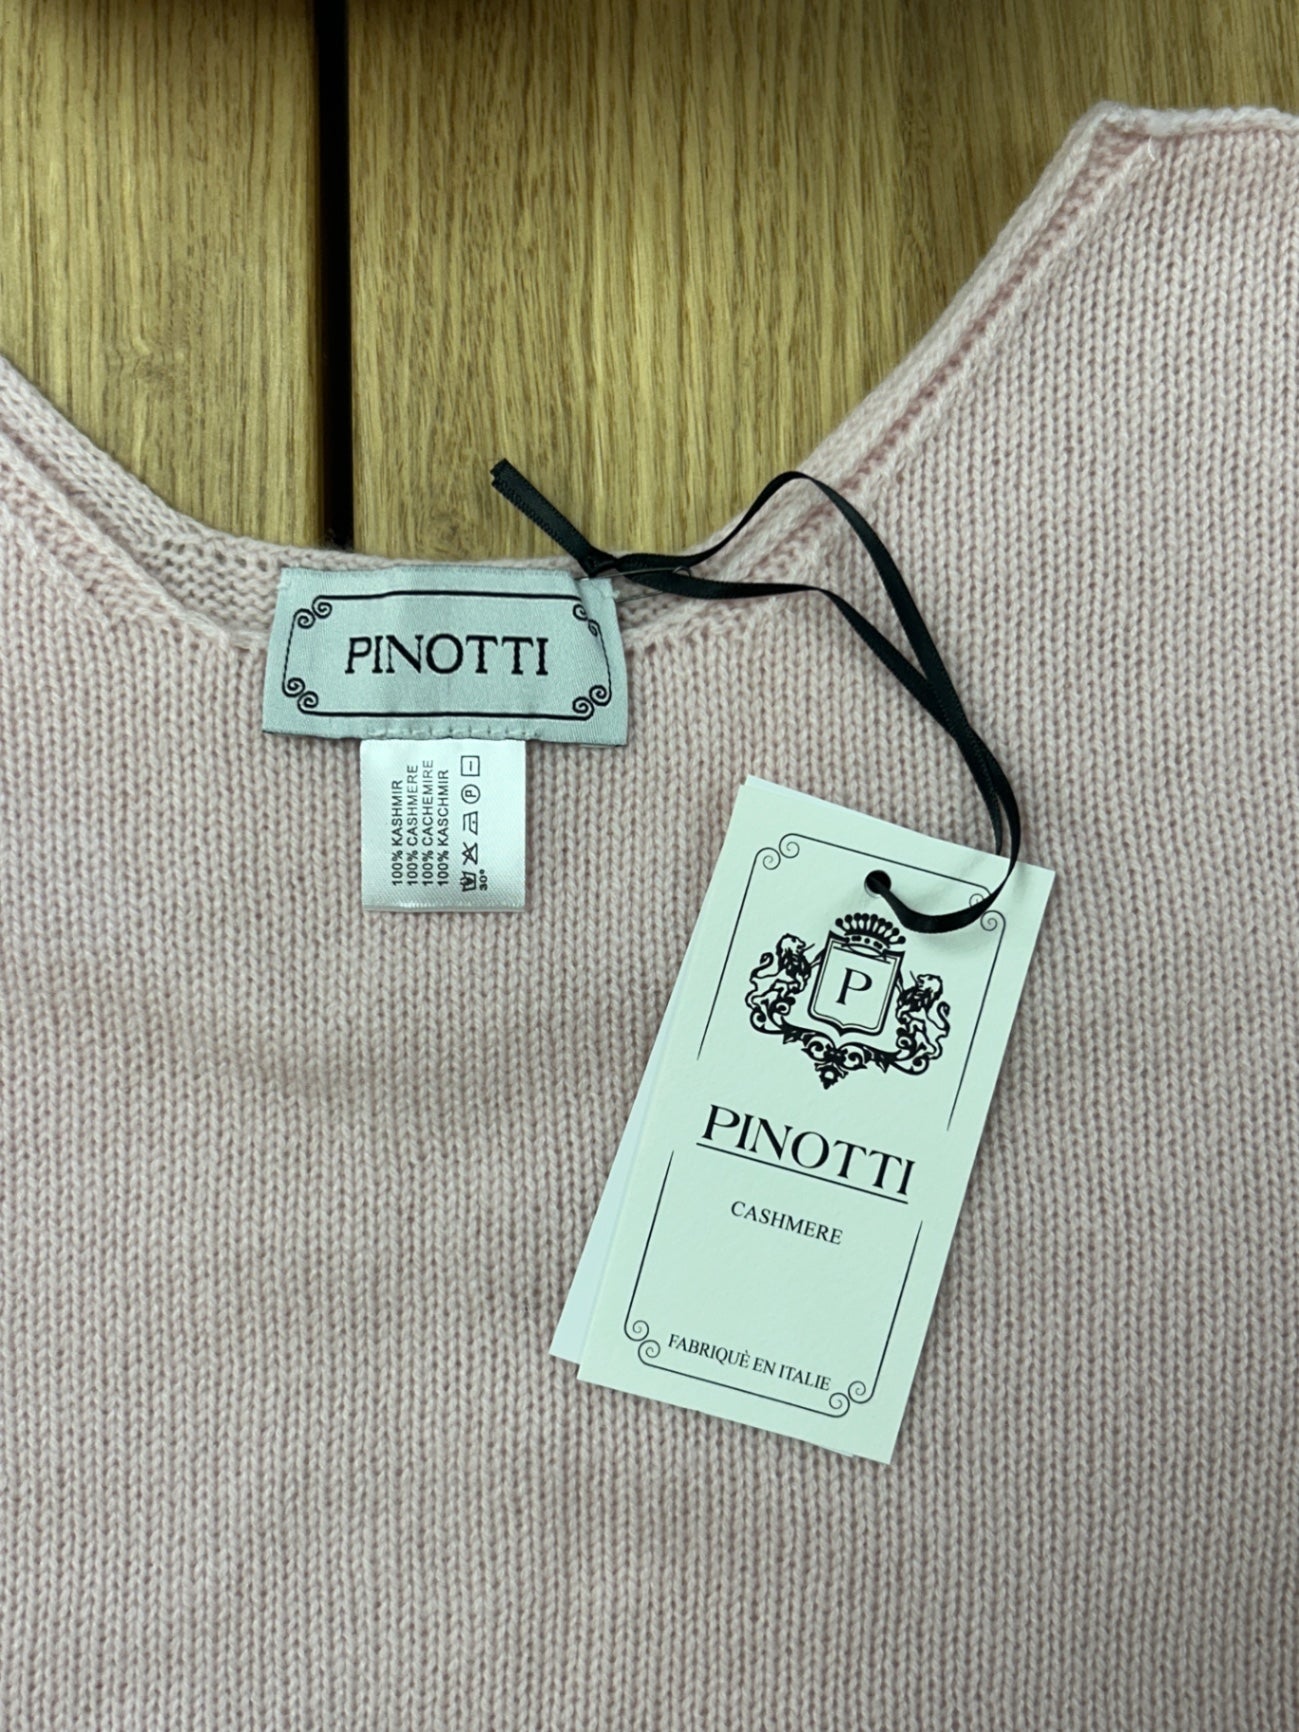 PINOTTI
100% KASHMIR
100% CASHMERE
100% CACHEMIRE
100% KASCHMIR
30°
P
P
PINOTTI
CASHMERE
FABRIQUÈ EN ITALIE